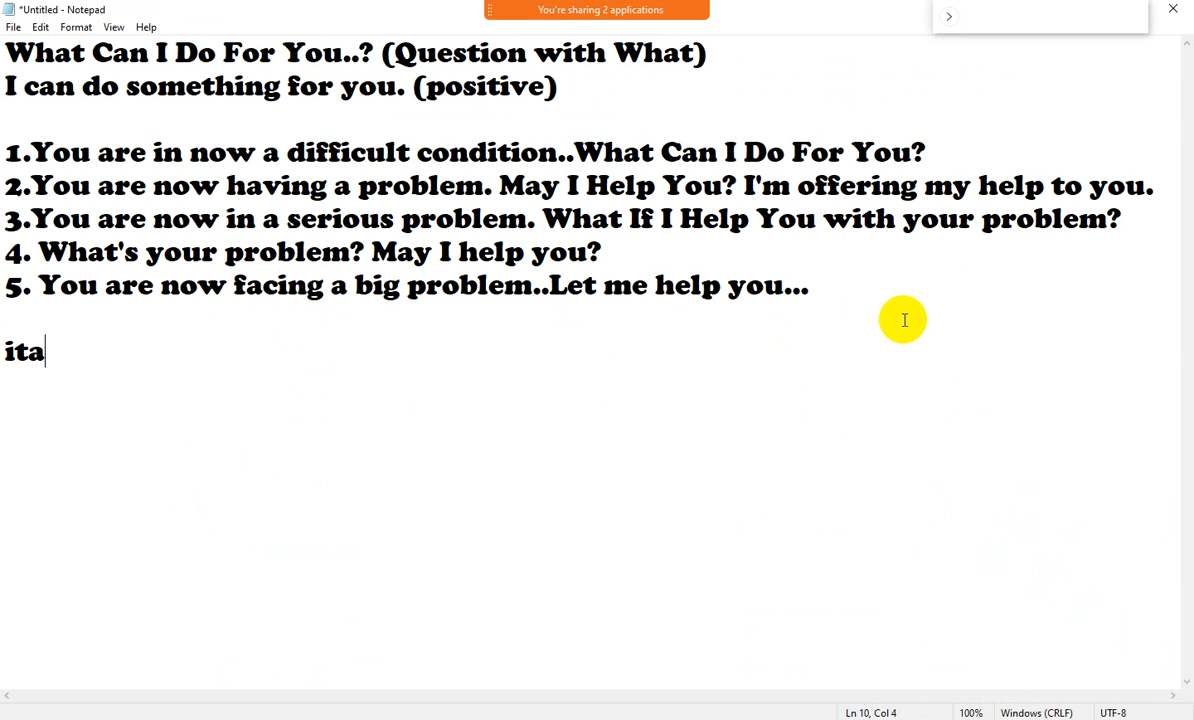 *Untitled - Notepad
You're sharing 2 applications
File Edit Format View Help
What Can I Do For You..? (Question with What)
I can do something for you. (positive)
1.You are in now a difficult condition..What Can I Do For You?
2.You are now having a problem. May I Help You? I'm offering my help to you.
3.You are now in a serious problem. What If I Help You with your problem?
4. What's your problem? May I help you?
5. You are now facing a big problem..Let me help you...
ita
Ln 10, Col 4 100% Windows (CRLF) UTF-8